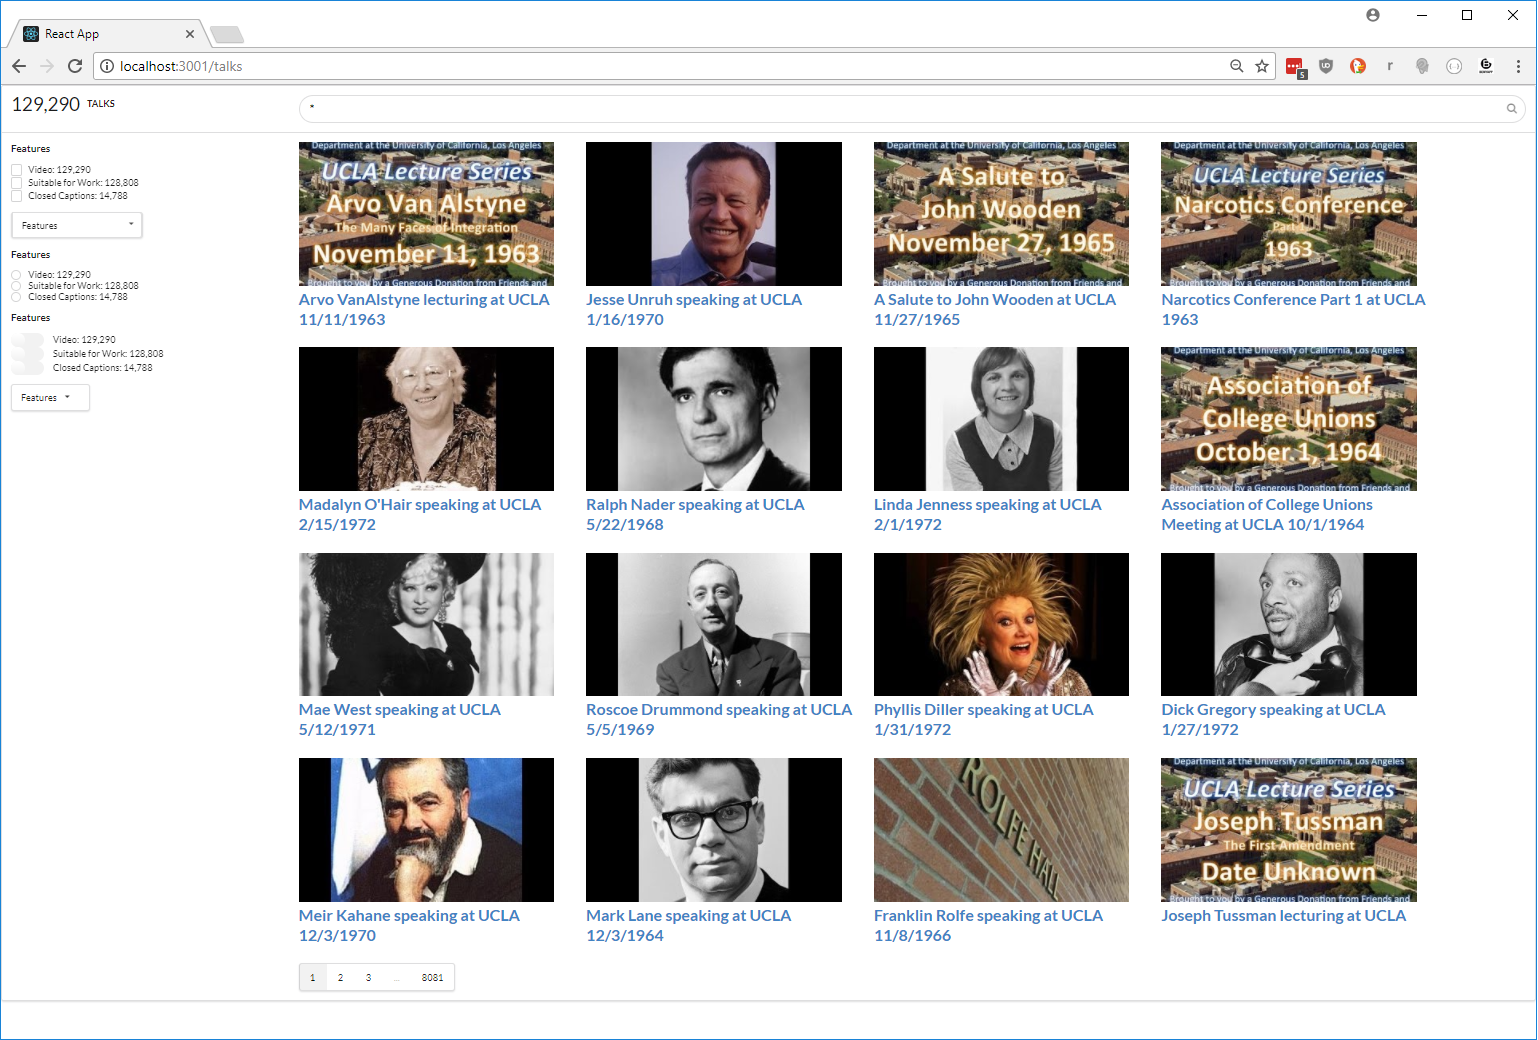 React App
localhost:3001/talks
5
129,290 TALKS
*
Features
Video: 129,290
Suitable for Work: 128,808
Closed Captions: 14,788
Features
Features
Video: 129,290
Suitable for Work: 128,808
Closed Captions: 14,788
Features
Video: 129,290
Suitable for Work: 128,808
Closed Captions: 14,788
Features
Department at the University of California, Los Angeles
UCLA Lecture Series
Arvo Van Alstyne
The Many Faces of Integration
November 11, 1963
Brought to you by a Generous Donation from Friends and
Arvo VanAlstyne lecturing at UCLA
11/11/1963
Jesse Unruh speaking at UCLA
1/16/1970
Department at the University of California, Los Angeles
A Salute to
John Wooden
November 27, 1965
Brought to you by a Generous Donation from Friends and
A Salute to John Wooden at UCLA
11/27/1965
Department at the University of California, Los Angeles
UCLA Lecture Series
Narcotics Conference
Part 1
1963
Brought to you by a Generous Donation from Friends and
Narcotics Conference Part 1 at UCLA
1963
Madalyn O'Hair speaking at UCLA
2/15/1972
Ralph Nader speaking at UCLA
5/22/1968
Linda Jenness speaking at UCLA
2/1/1972
Department at the University of California, Los Angeles
Association of
College Unions
October 1, 1964
Brought to you by a Generous Donation from Friends and
Association of College Unions
Meeting at UCLA 10/1/1964
Mae West speaking at UCLA
5/12/1971
Roscoe Drummond speaking at UCLA
5/5/1969
Phyllis Diller speaking at UCLA
1/31/1972
Dick Gregory speaking at UCLA
1/27/1972
Meir Kahane speaking at UCLA
12/3/1970
Mark Lane speaking at UCLA
12/3/1964
ROLFE HALL
Franklin Rolfe speaking at UCLA
11/8/1966
Department at the University of California, Los Angeles
UCLA Lecture Series
Joseph Tussman
The First Amendment
Date Unknown
Brought to you by a Generous Donation from Friends and
Joseph Tussman lecturing at UCLA
1 2 3 ... 8081